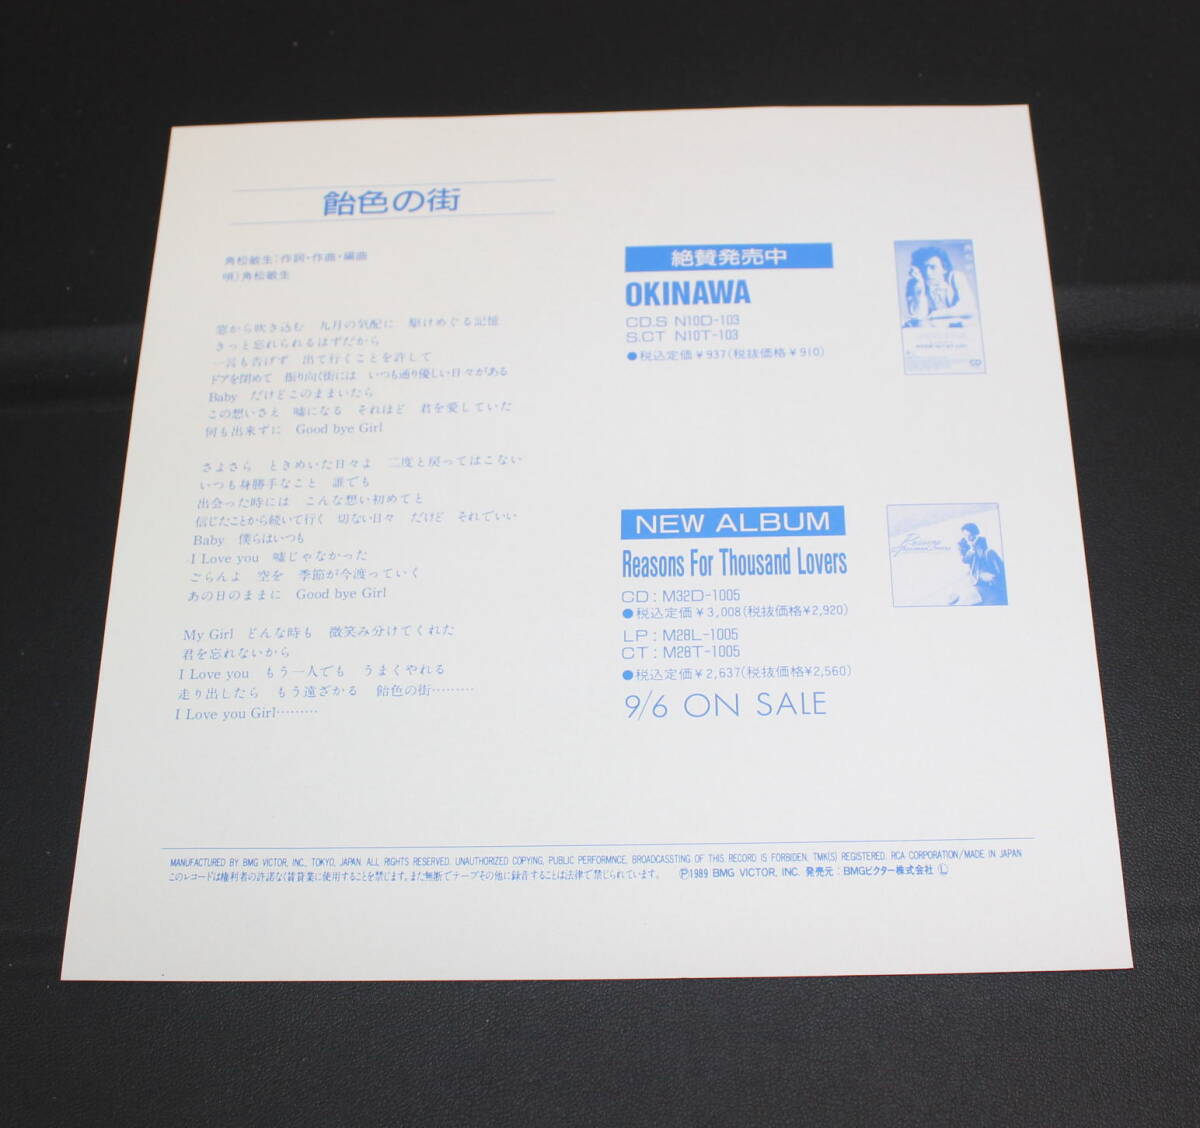 飴色の街
角松敏生：作詞・作曲・編曲
唄）角松敏生
窓から吹き込む 九月の気配に 駆けめぐる記憶
きっと忘れられるはずだから
一言も告げず 出て行くことを許して
ドアを閉めて 振り向く街には いつも通り優しい日々がある
Baby だけどこのままいたら
この想いさえ 嘘になる それほど 君を愛していた
何も出来ずに Good bye Girl
さよさら ときめいた日々よ 二度と戻ってはこない
いつも身勝手なこと 誰でも
出会った時には こんな想い初めてと
信じたことから続いて行く 切ない日々 だけど それでいい
Baby 僕らはいつも
I Love you 嘘じゃなかった
ごらんよ 空を 季節が今渡っていく
あの日のままに Good bye Girl
My Girl どんな時も 微笑み分けてくれた
君を忘れないから
I Love you もう一人でも うまくやれる
走り出したら もう遠ざかる 飴色の街………
I Love you Girl………
絶賛発売中
OKINAWA
CD.S N10D-103
S.CT N10T-103
●税込定価￥937(税抜価格￥910)
NEW ALBUM
Reasons For Thousand Lovers
CD：M32D-1005
●税込定価￥3,008(税抜価格￥2,920)
LP：M28L-1005
CT：M28T-1005
●税込定価￥2,637(税抜価格￥2,560)
9/6 ON SALE
Reasons
MANUFACTURED BY BMG VICTOR, INC., TOKYO, JAPAN. ALL RIGHTS RESERVED. UNAUTHORIZED COPYING, PUBLIC PERFORMNCE, BROADCASSTING OF THIS RECORD IS FORBIDEN. TMK(S) REGISTERED. RCA CORPORATION/MADE IN JAPAN
このレコードは権利者の許諾なく賃貸業に使用することを禁じます。また無断でテープその他に録音することは法律で禁じられています。 Ⓟ1989 BMG VICTOR, INC. 発売元：BMGビクター株式会社 Ⓛ